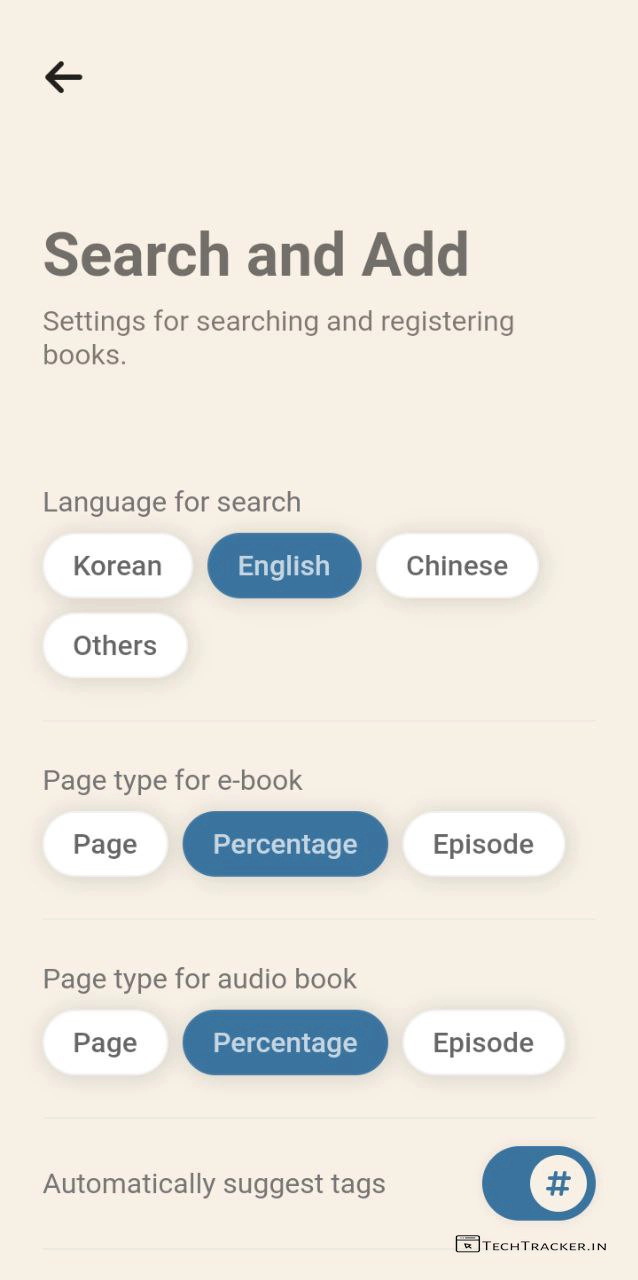 Search and Add
Settings for searching and registering
books.
Language for search
Korean English Chinese
Others
Page type for e-book
Page Percentage Episode
Page type for audio book
Page Percentage Episode
Automatically suggest tags #
TECHTRACKER.IN